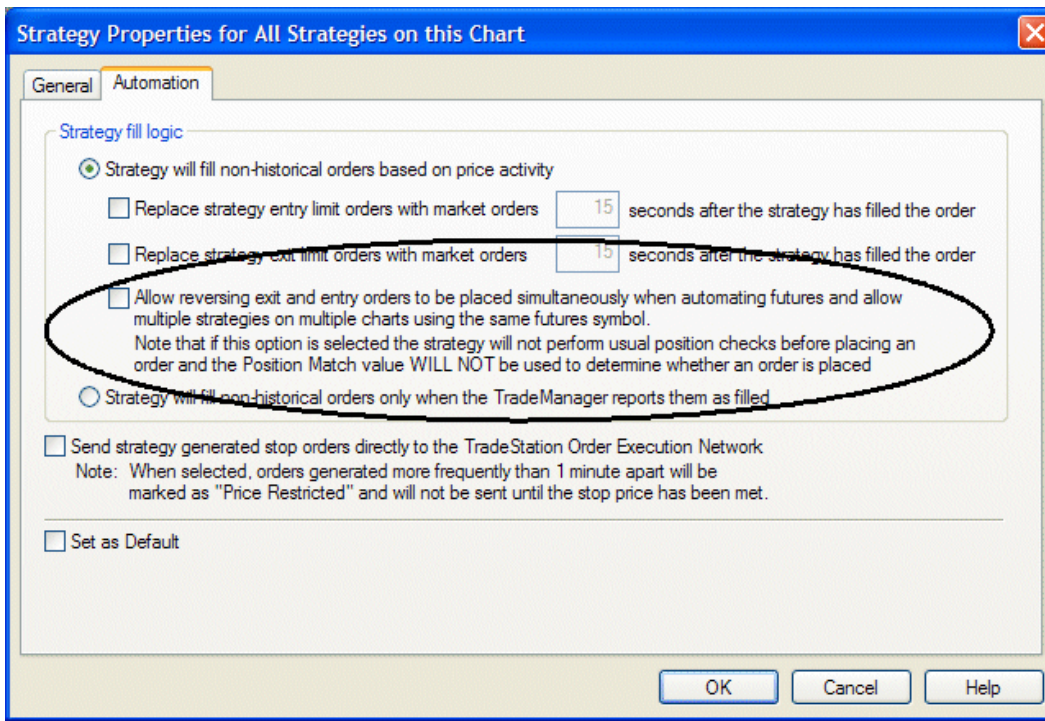 Strategy Properties for All Strategies on this Chart
General Automation
Strategy fill logic
Strategy will fill non-historical orders based on price activity
Replace strategy entry limit orders with market orders 15 seconds after the strategy has filled the order
Replace strategy exit limit orders with market orders 15 seconds after the strategy has filled the order
Allow reversing exit and entry orders to be placed simultaneously when automating futures and allow
multiple strategies on multiple charts using the same futures symbol.
Note that if this option is selected the strategy will not perform usual position checks before placing an
order and the Position Match value WILL NOT be used to determine whether an order is placed
Strategy will fill non-historical orders only when the TradeManager reports them as filled
Send strategy generated stop orders directly to the TradeStation Order Execution Network
Note: When selected, orders generated more frequently than 1 minute apart will be
marked as "Price Restricted" and will not be sent until the stop price has been met.
Set as Default
OK Cancel Help